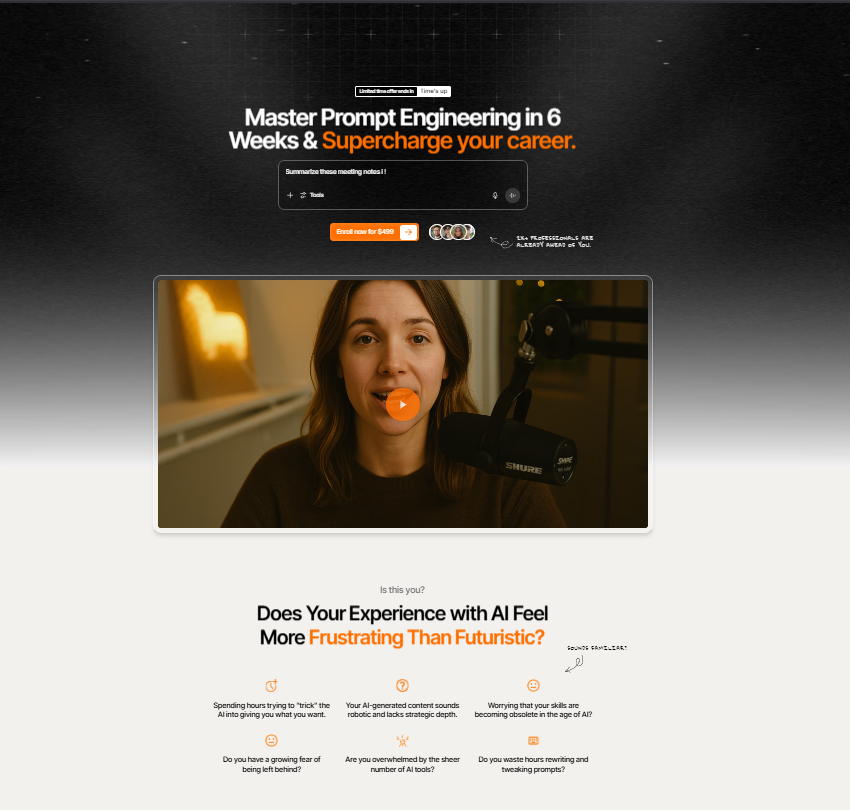 Limited time offer ends in Time's up
Master Prompt Engineering in 6
Weeks & Supercharge your career.
Summarize these meeting notes i !
Tools
Enroll now for $499
2K+ PROFESSIONALS ARE
ALREADY AHEAD OF YOU.
SHURE
SHURE
Is this you?
Does Your Experience with AI Feel
More Frustrating Than Futuristic?
SOUNDS FAMILIAR?
Spending hours trying to "trick" the
AI into giving you what you want.
Your AI-generated content sounds
robotic and lacks strategic depth.
Worrying that your skills are
becoming obsolete in the age of AI?
Do you have a growing fear of
being left behind?
Are you overwhelmed by the sheer
number of AI tools?
Do you waste hours rewriting and
tweaking prompts?